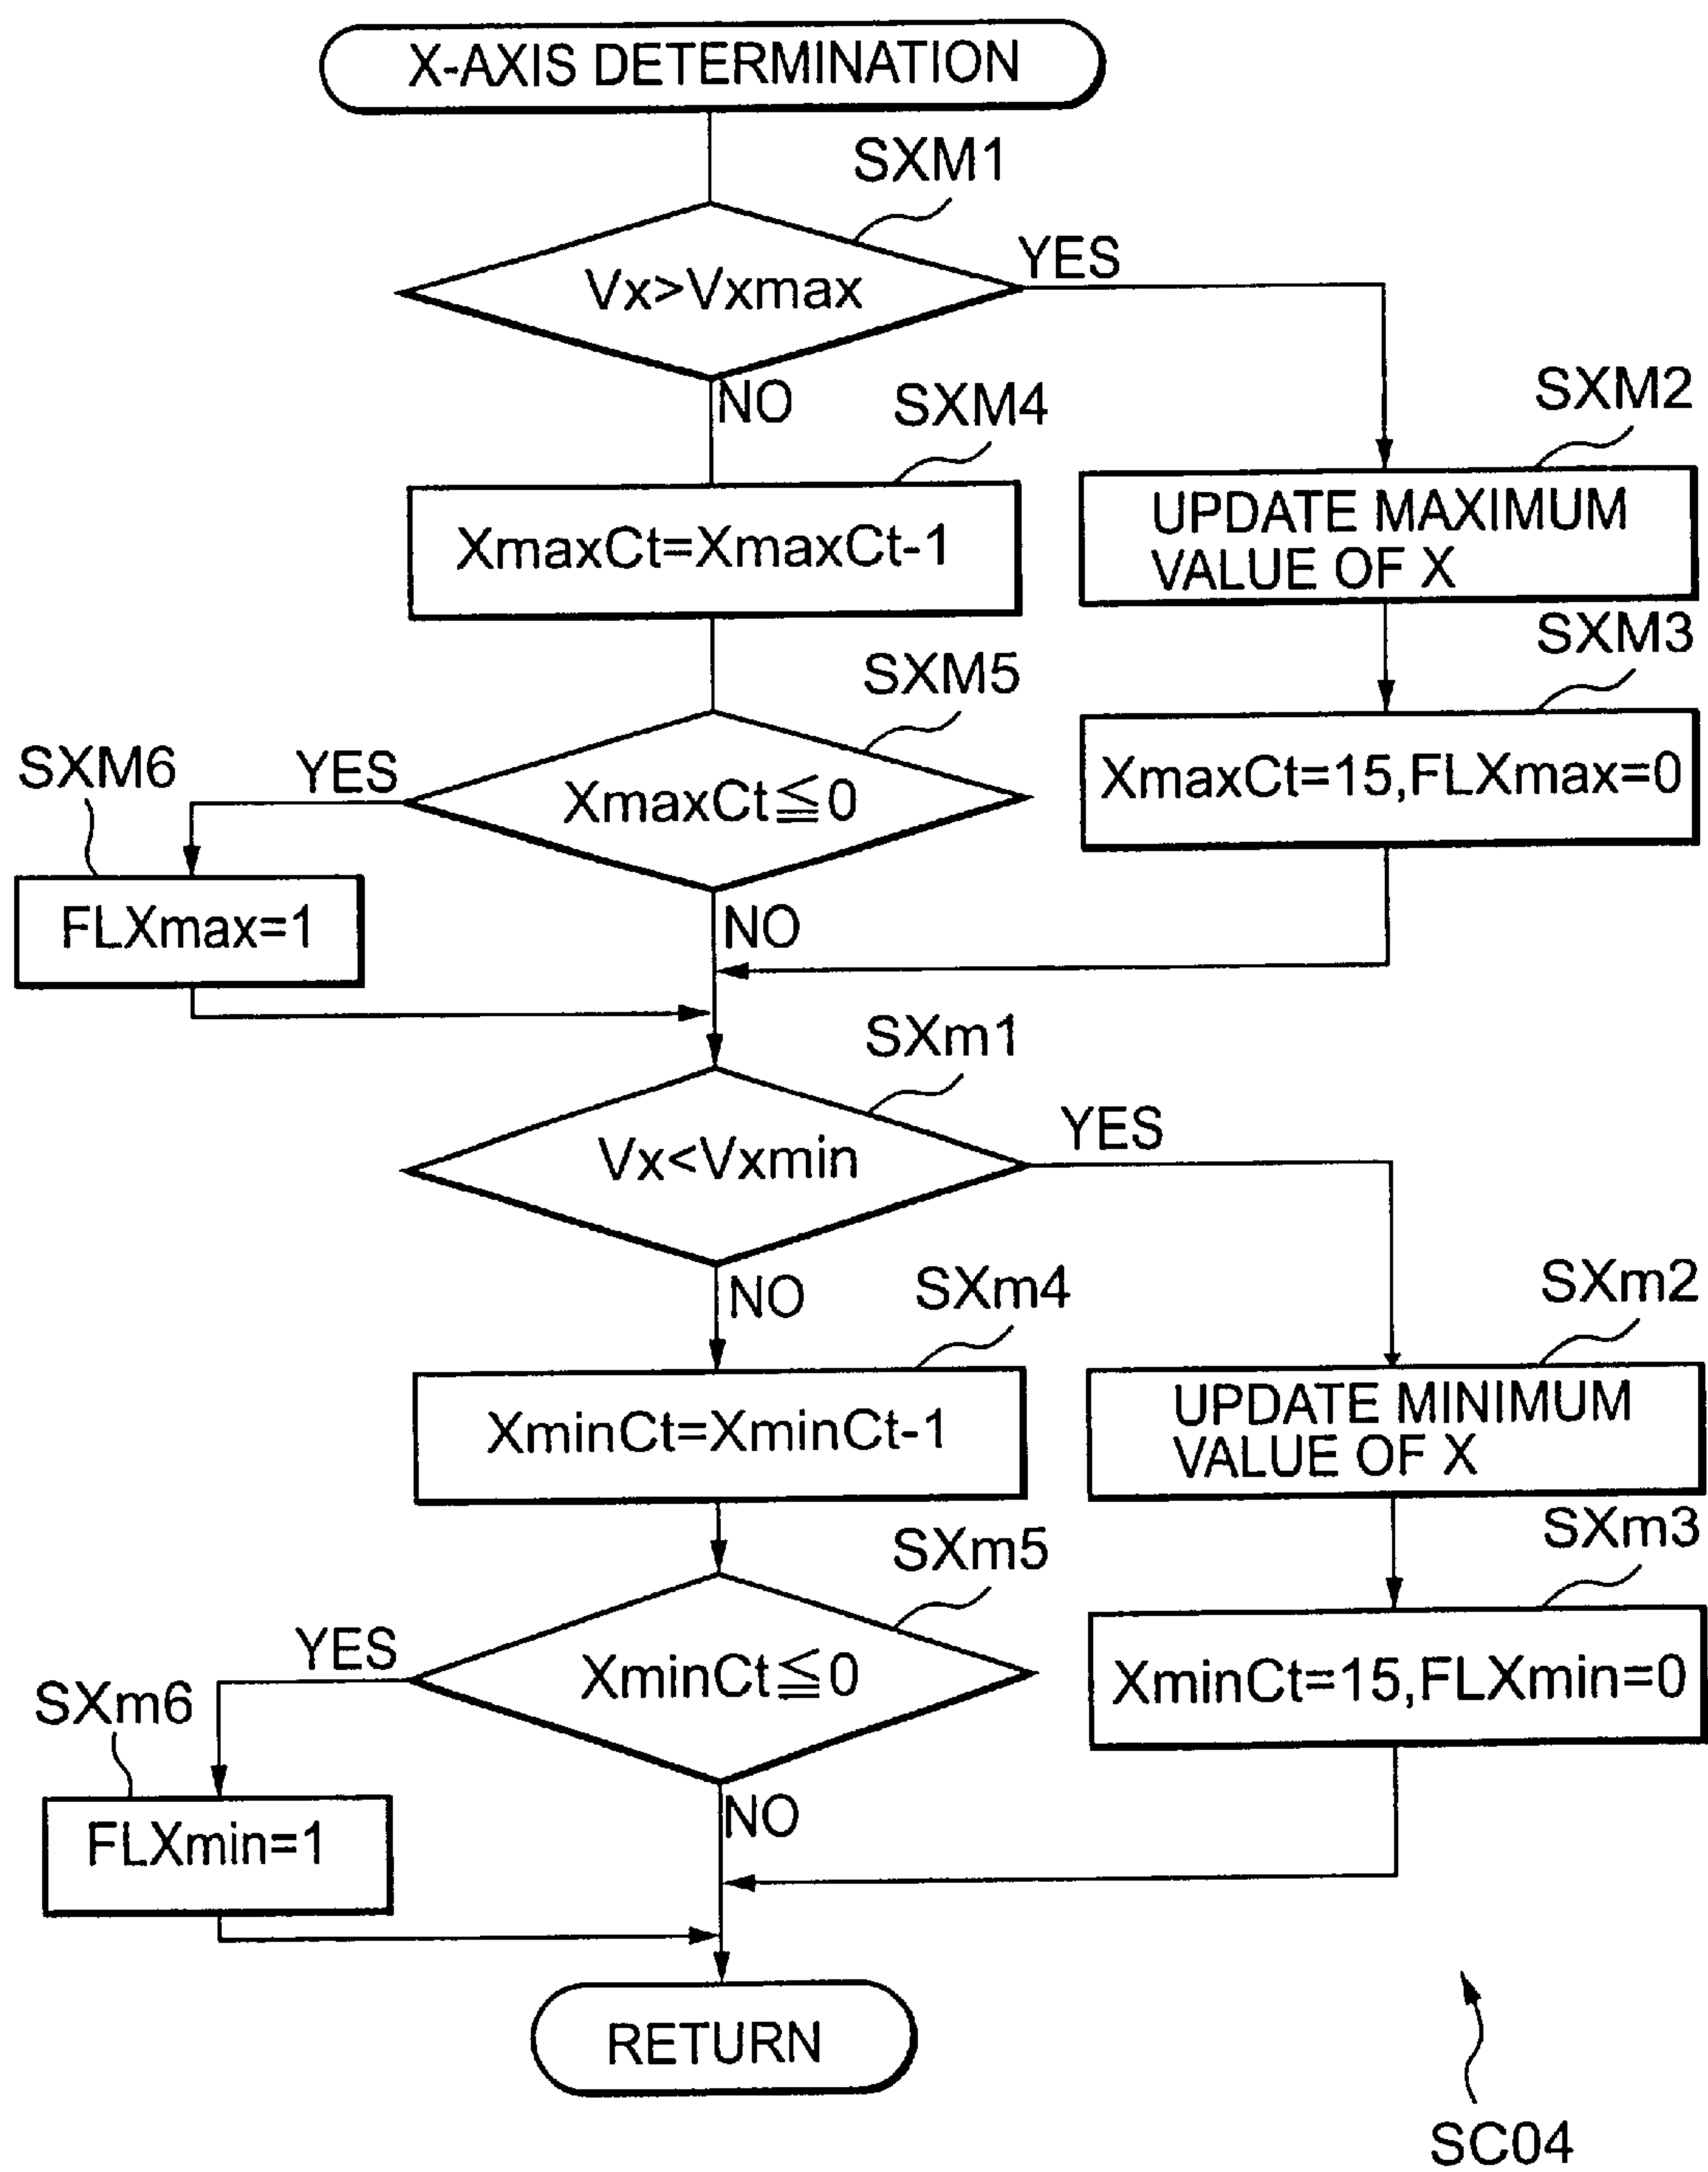 X-AXIS DETERMINATION
SXM1
Vx>Vxmax
YES
NO
SXM4
SXM2
XmaxCt=XmaxCt-1
UPDATE MAXIMUM
VALUE OF X
SXM3
SXM5
SXM6
YES
XmaxCt≦0
XmaxCt=15,FLXmax=0
FLXmax=1
NO
SXm1
Vx<Vxmin
YES
NO
SXm4
SXm2
XminCt=XminCt-1
UPDATE MINIMUM
VALUE OF X
SXm3
SXm5
YES
SXm6
XminCt≦0
XminCt=15,FLXmin=0
FLXmin=1
NO
RETURN
SC04